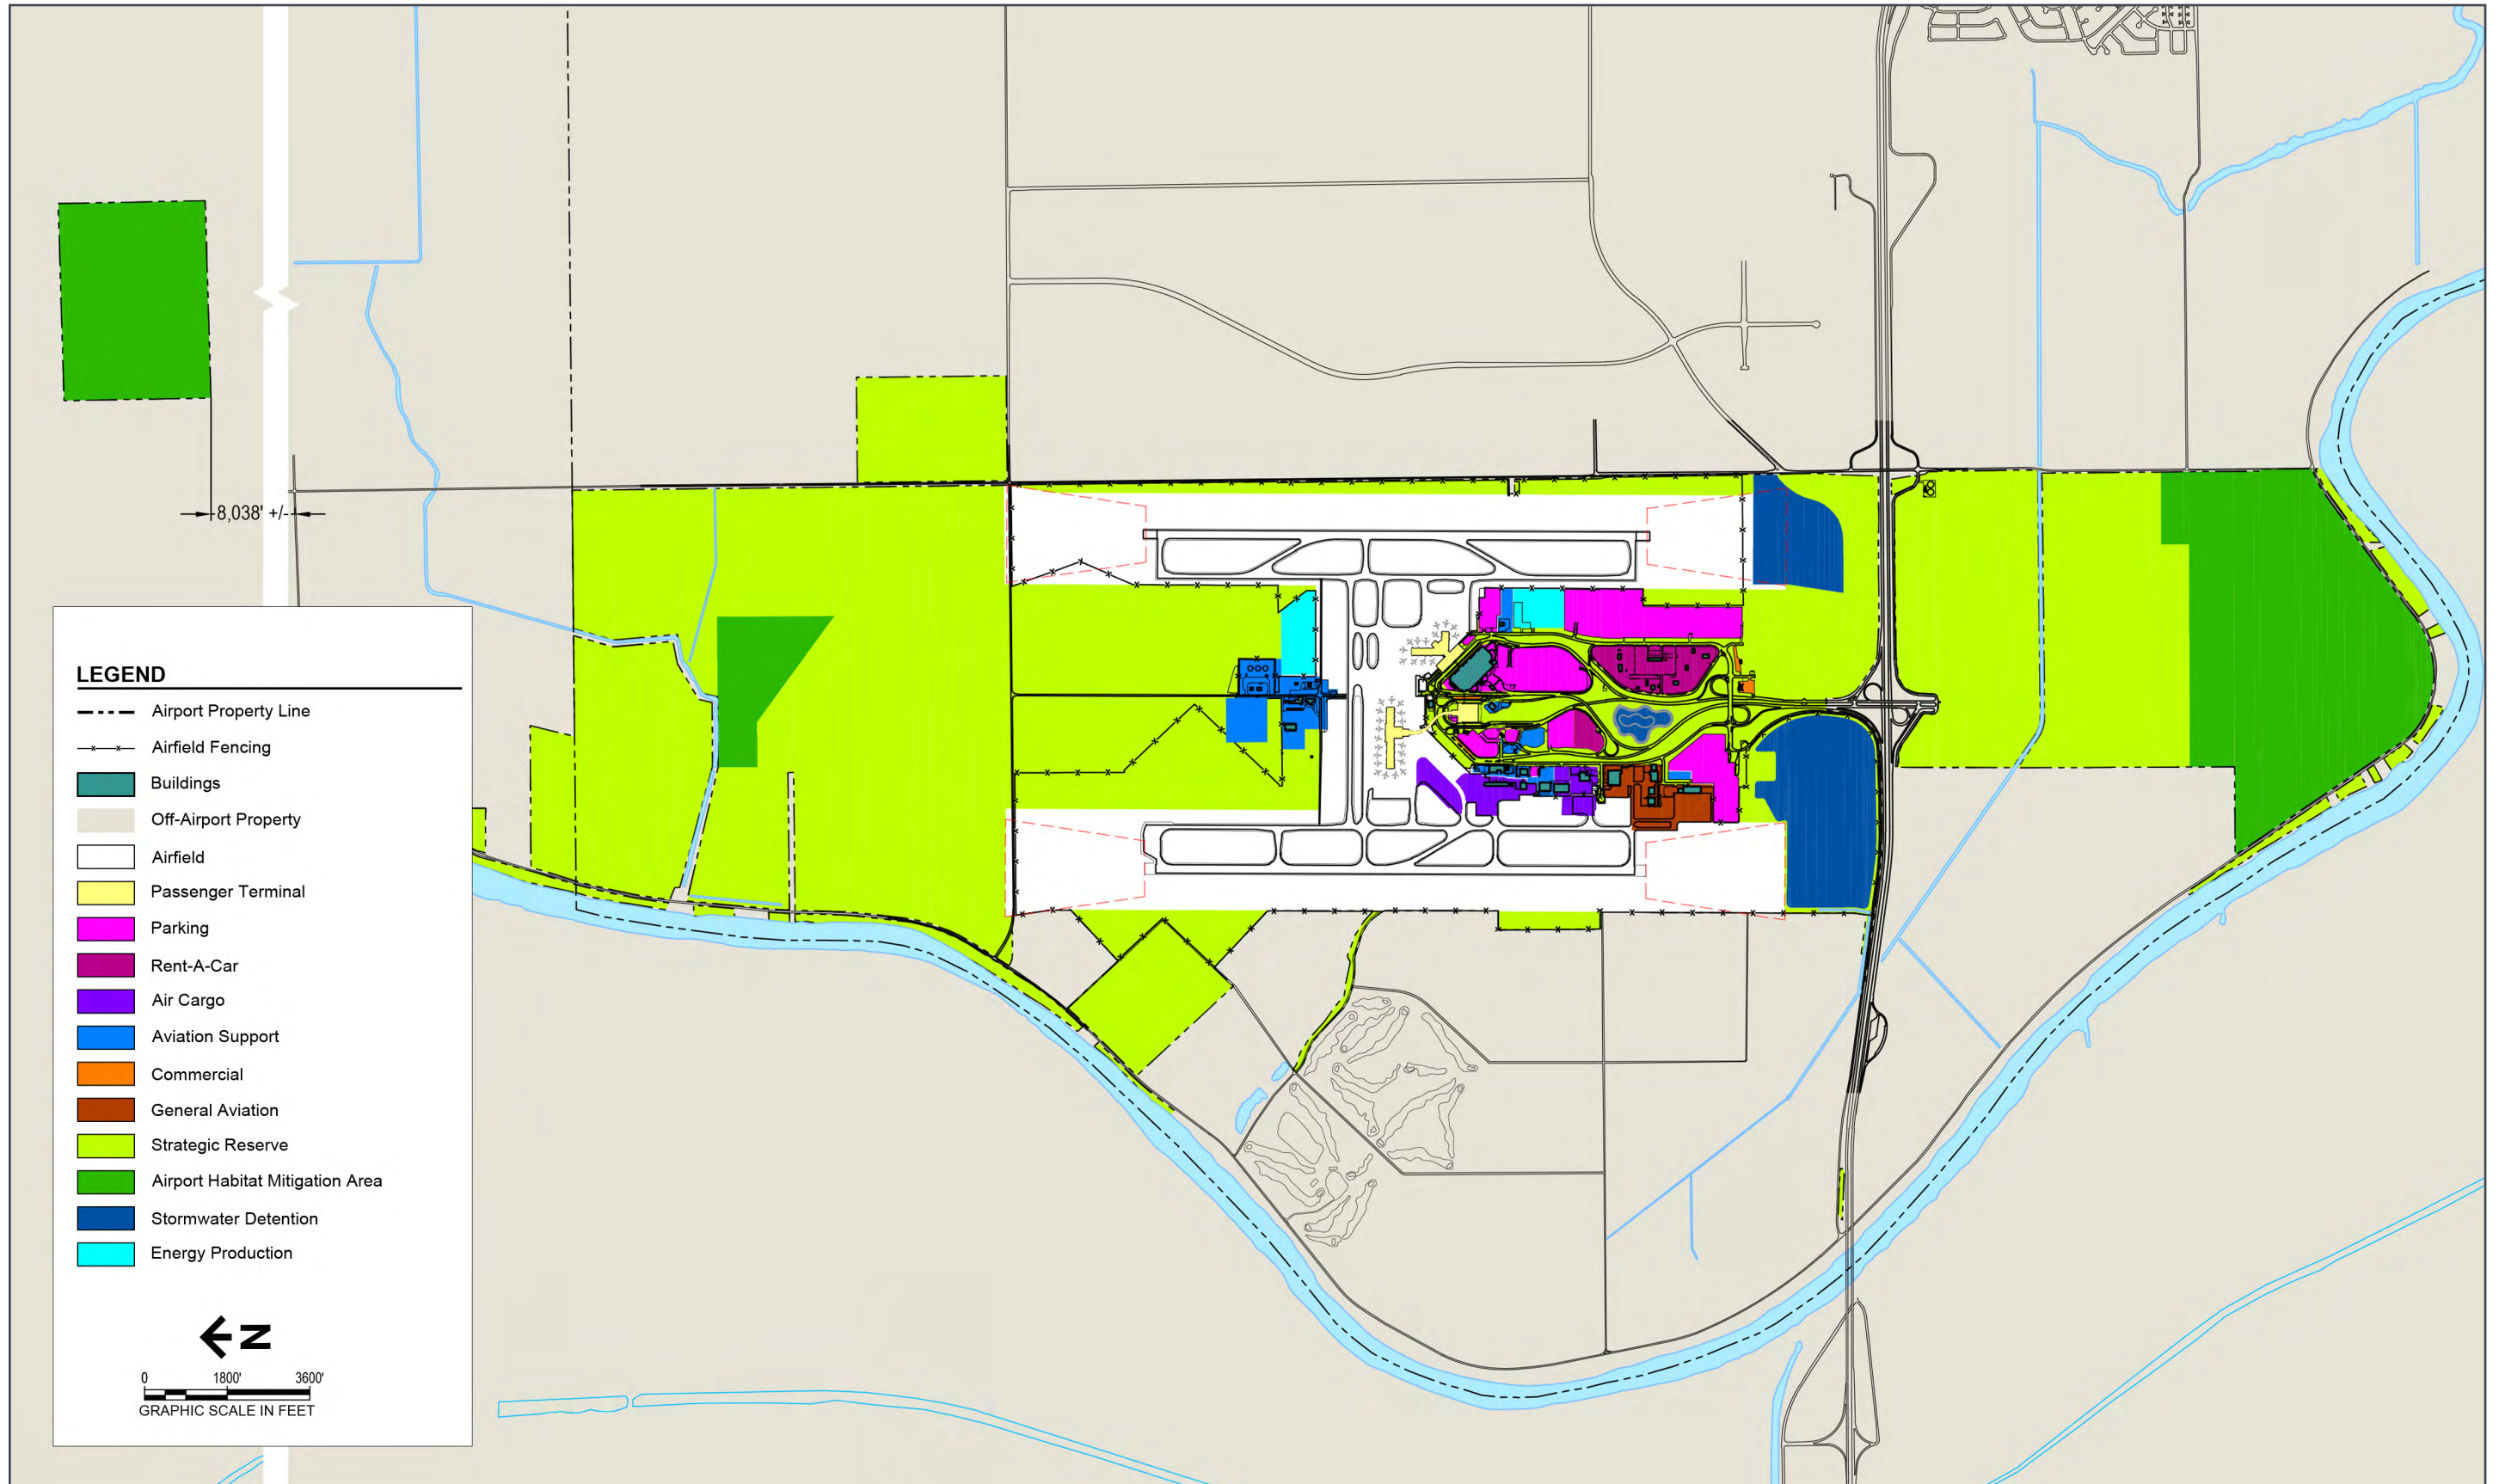 8,038' +/-
LEGEND
Airport Property Line
Airfield Fencing
Buildings
Off-Airport Property
Airfield
Passenger Terminal
Parking
Rent-A-Car
Air Cargo
Aviation Support
Commercial
General Aviation
Strategic Reserve
Airport Habitat Mitigation Area
Stormwater Detention
Energy Production
N
0 1800' 3600'
GRAPHIC SCALE IN FEET